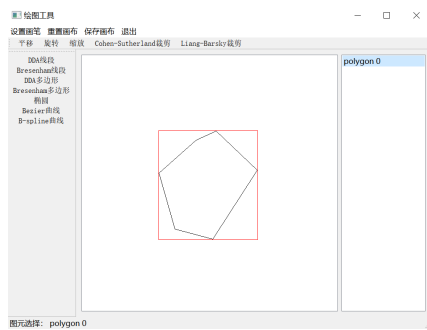 绘图工具
设置画笔 重置画布 保存画布 退出
平移 旋转 缩放 Cohen-Sutherland裁剪 Liang-Barsky裁剪
DDA线段
Bresenham线段
DDA多边形
Bresenham多边形
椭圆
Bezier曲线
B-spline曲线
polygon 0
图元选择： polygon 0